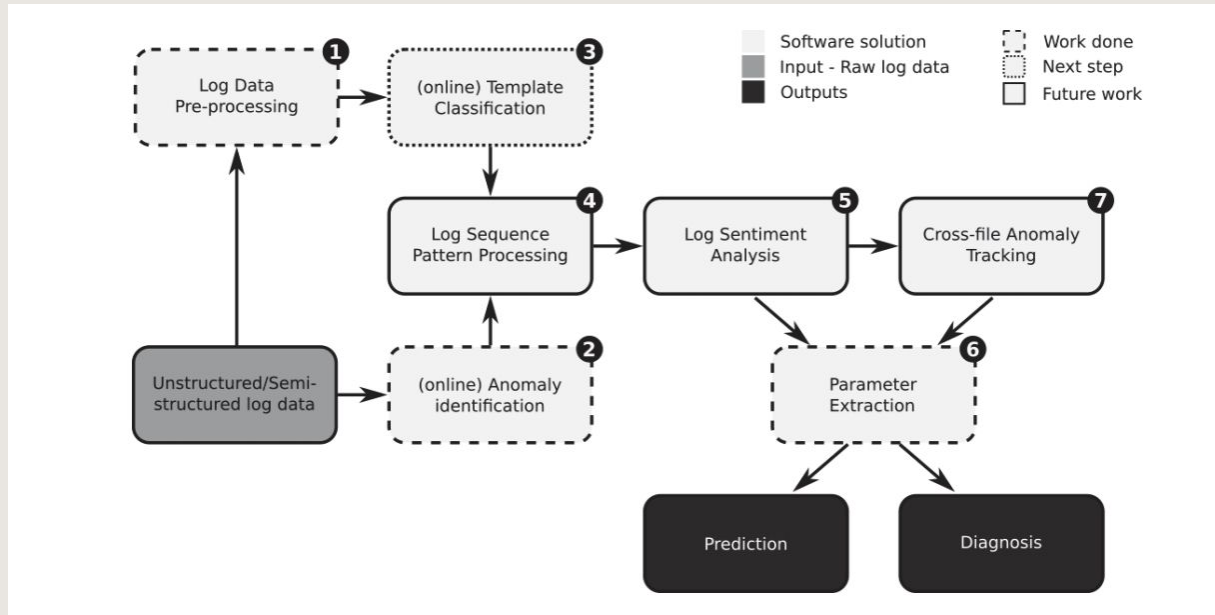 1
Log Data
Pre-processing
3
(online) Template
Classification
Software solution
Input - Raw log data
Outputs
Work done
Next step
Future work
4
Log Sequence
Pattern Processing
5
Log Sentiment
Analysis
7
Cross-file Anomaly
Tracking
Unstructured/Semi-
structured log data
2
(online) Anomaly
identification
6
Parameter
Extraction
Prediction
Diagnosis